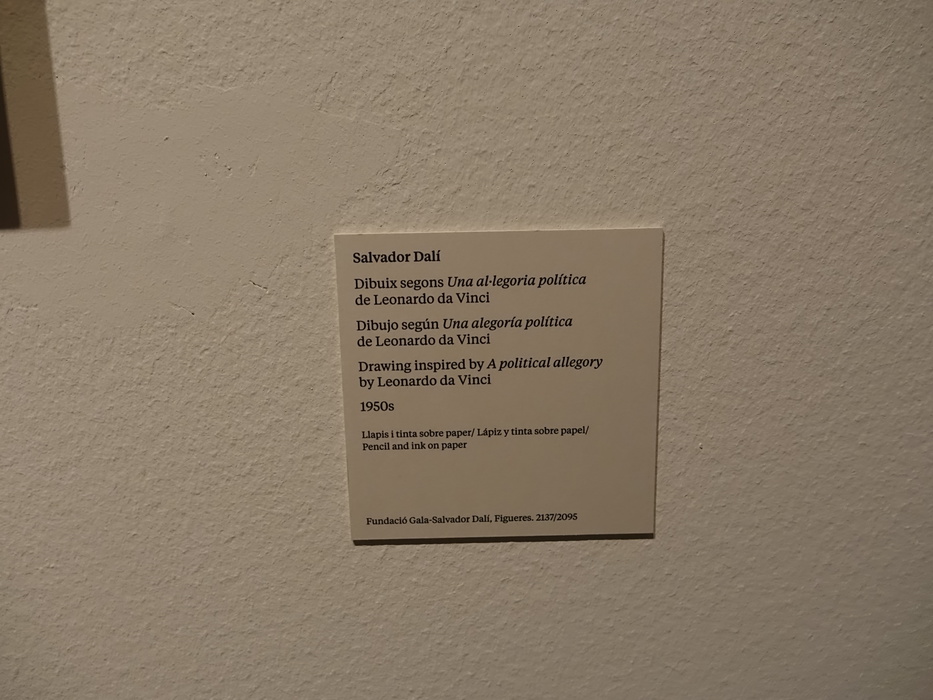 Salvador Dalí
Dibuix segons Una al·legoria política
de Leonardo da Vinci
Dibujo según Una alegoría política
de Leonardo da Vinci
Drawing inspired by A political allegory
by Leonardo da Vinci
1950s
Llapis i tinta sobre paper/ Lápiz y tinta sobre papel/
Pencil and ink on paper
Fundació Gala-Salvador Dalí, Figueres. 2137/2095